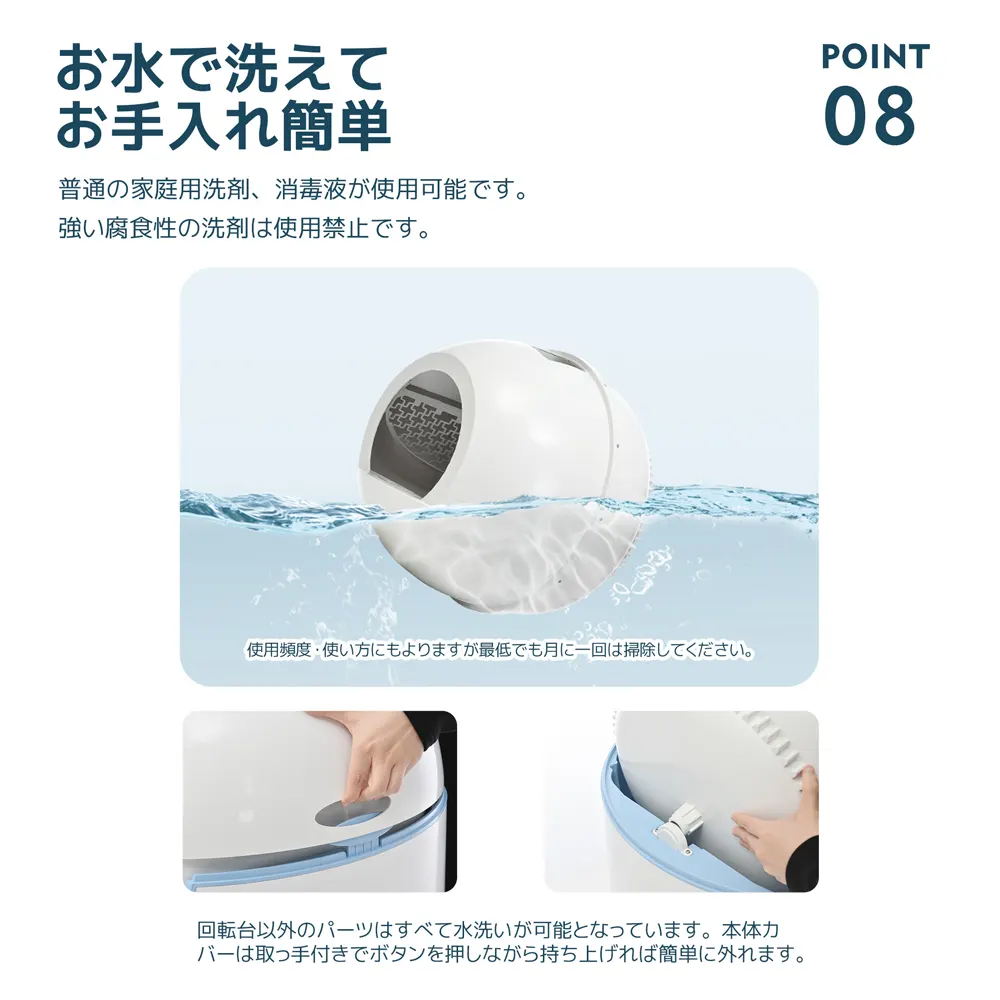 お水で洗えて
お手入れ簡単
POINT
08
普通の家庭用洗剤、消毒液が使用可能です。
強い腐食性の洗剤は使用禁止です。
使用頻度・使い方にもよりますが最低でも月に一回は掃除してください。
回転台以外のパーツはすべて水洗いが可能となっています。本体カ
バーは取っ手付きでボタンを押しながら持ち上げれば簡単に外れます。